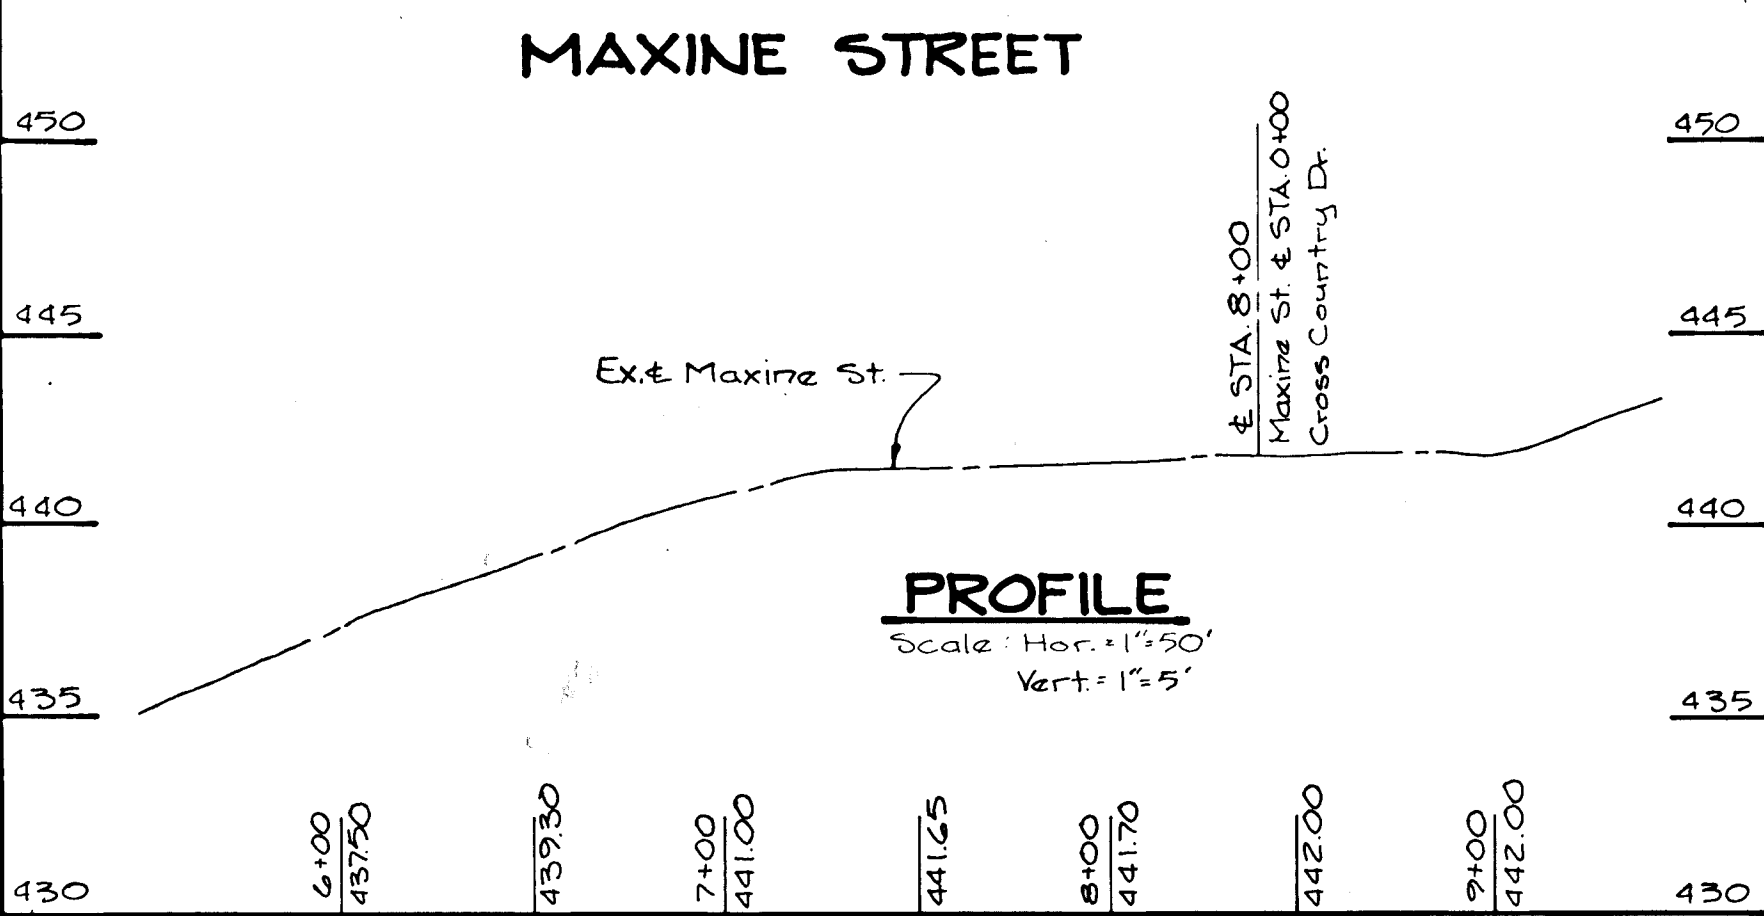 MAXINE STREET
450
450
℄ STA. 8+00
Maxine St. ℄ STA. 0+00
Cross Country Dr.
445
445
Ex. ℄ Maxine St.
440
440
PROFILE
Scale : Hor. = 1"=50'
Vert. = 1"=5'
435
435
6+00
437.50
439.30
7+00
441.00
441.65
8+00
441.70
442.00
9+00
442.00
430
430